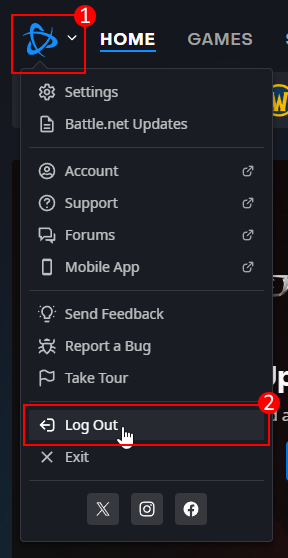 1
HOME GAMES
Settings
Battle.net Updates
Account
Support
Forums
Mobile App
Send Feedback
Report a Bug
Take Tour
2
Log Out
Exit